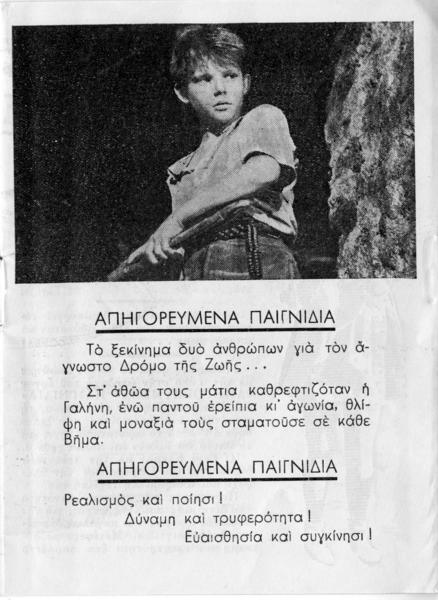 ΑΠΗΓΟΡΕΥΜΕΝΑ ΠΑΙΓΝΙΔΙΑ
Τὸ ξεκίνημα δυὸ ἀνθρώπων γιὰ τὸν ἄ-
γνωστο Δρόμο τῆς Ζωῆς...
Στ' ἀθῶα τους μάτια καθρεφτιζόταν ἡ
Γαλήνη, ἐνῶ παντοῦ ἐρείπια κι' ἀγωνία, θλί-
ψη καὶ μοναξιὰ τοὺς σταματοῦσε σὲ κάθε
Βῆμα.
ΑΠΗΓΟΡΕΥΜΕΝΑ ΠΑΙΓΝΙΔΙΑ
Ρεαλισμὸς καὶ ποίησι!
Δύναμη καὶ τρυφερότητα!
Εὐαισθησία καὶ συγκίνησι!